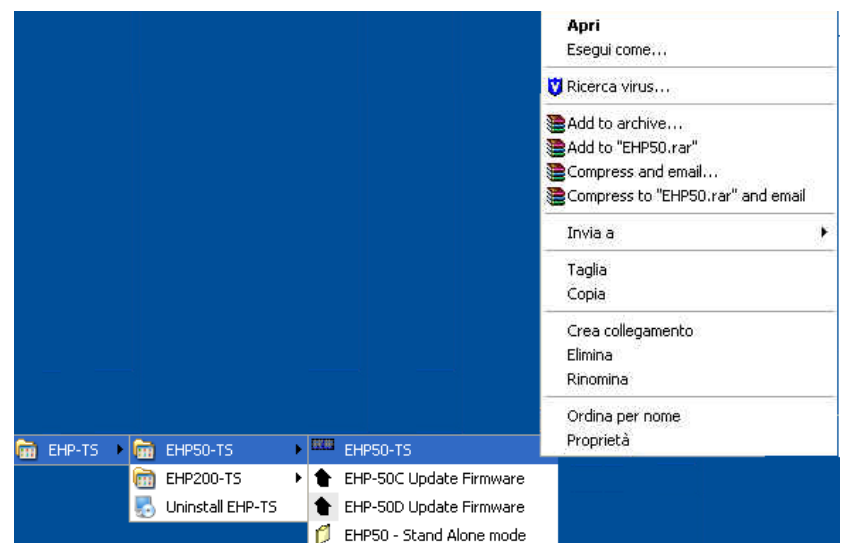 Apri
Esegui come...
Ricerca virus...
Add to archive...
Add to "EHP50.rar"
Compress and email...
Compress to "EHP50.rar" and email
Invia a
Taglia
Copia
Crea collegamento
Elimina
Rinomina
Ordina per nome
Proprietà
EHP-TS
EHP50-TS
EHP200-TS
Uninstall EHP-TS
EHP50-TS
EHP-50C Update Firmware
EHP-50D Update Firmware
EHP50 - Stand Alone mode